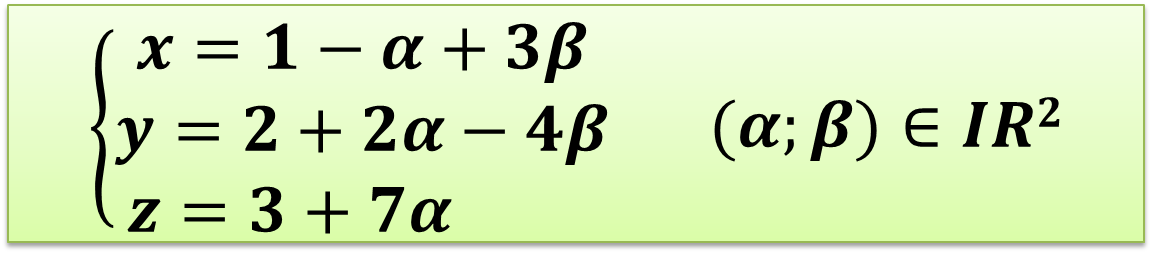 x = 1 − α + 3β
y = 2 + 2α − 4β (α; β) ∈ IR²
z = 3 + 7α